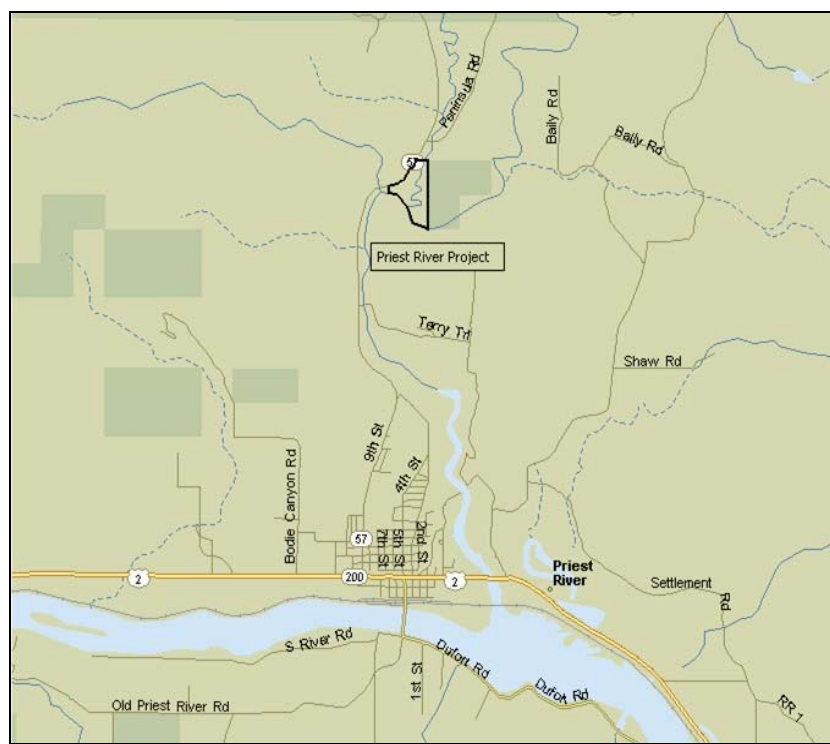 Peninsula Rd
Baily Rd
Baily Rd
57
Priest River Project
Terry Trl
Shaw Rd
9th St
4th St
Bodie Canyon Rd
57
7th St
5th St
2nd St
2
200
2
Priest
River
Settlement
Rd
S River Rd
Dufort Rd
1st St
Dufort Rd
Old Priest River Rd
RR 1